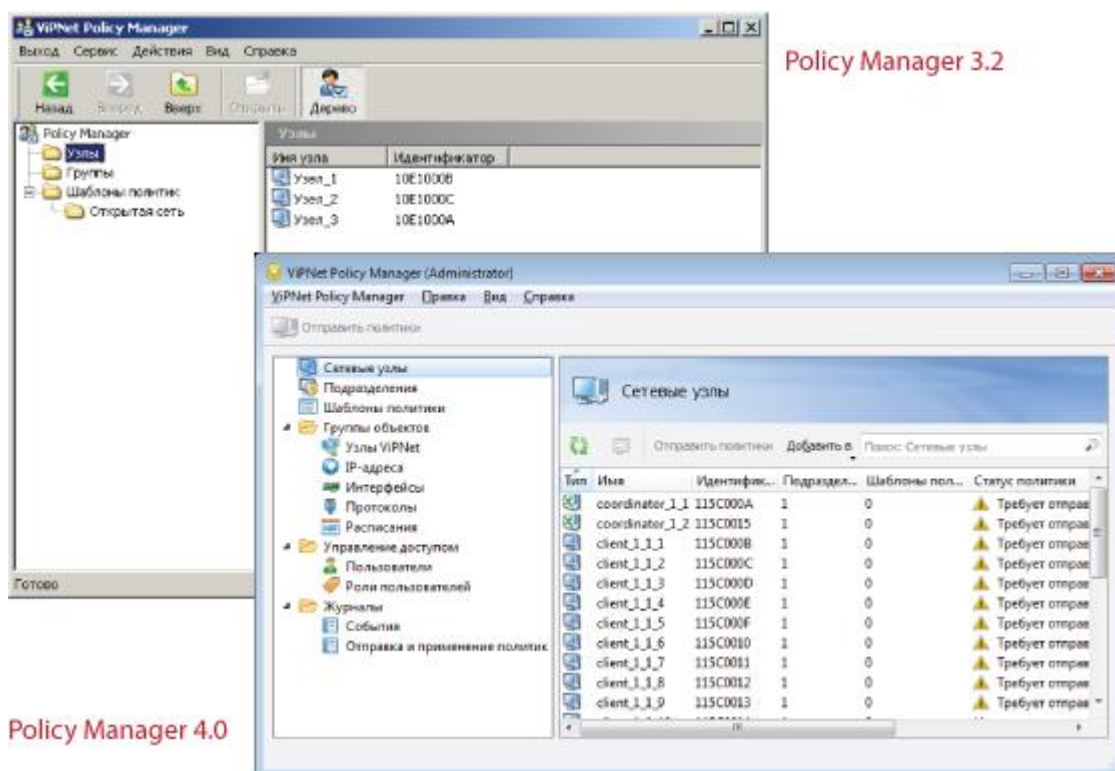 ViPNet Policy Manager
Выход Сервис Действия Вид Справка
Назад Вперед Вверх Отправить Дерево
Policy Manager 3.2
Policy Manager
Узлы
Группы
Шаблоны политик
Открытая сеть
Узлы
Имя узла Идентификатор
Узел_1 10E1000B
Узел_2 10E1000C
Узел_3 10E1000A
Готово
ViPNet Policy Manager (Administrator)
ViPNet Policy Manager Правка Вид Справка
Отправить политики
Сетевые узлы
Подразделения
Шаблоны политики
Группы объектов
Узлы ViPNet
IP-адреса
Интерфейсы
Протоколы
Расписания
Управление доступом
Пользователи
Роли пользователей
Журналы
События
Отправка и применение политик
Сетевые узлы
Отправить политики Добавить в Поиск: Сетевые узлы
Тип Имя Идентифик... Подраздел... Шаблоны пол... Статус политики
coordinator_1_1 115C000A 1 0 Требует отправ
coordinator_1_2 115C0015 1 0 Требует отправ
client_1_1_1 115C000B 1 0 Требует отправ
client_1_1_2 115C000C 1 0 Требует отправ
client_1_1_3 115C000D 1 0 Требует отправ
client_1_1_4 115C000E 1 0 Требует отправ
client_1_1_5 115C000F 1 0 Требует отправ
client_1_1_6 115C0010 1 0 Требует отправ
client_1_1_7 115C0011 1 0 Требует отправ
client_1_1_8 115C0012 1 0 Требует отправ
client_1_1_9 115C0013 1 0 Требует отправ
Policy Manager 4.0